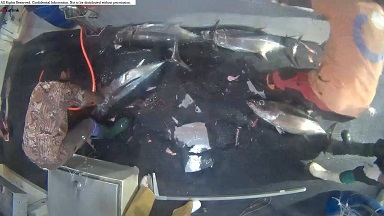 All Rights Reserved. Confidential Information. Not to be distributed without permission.